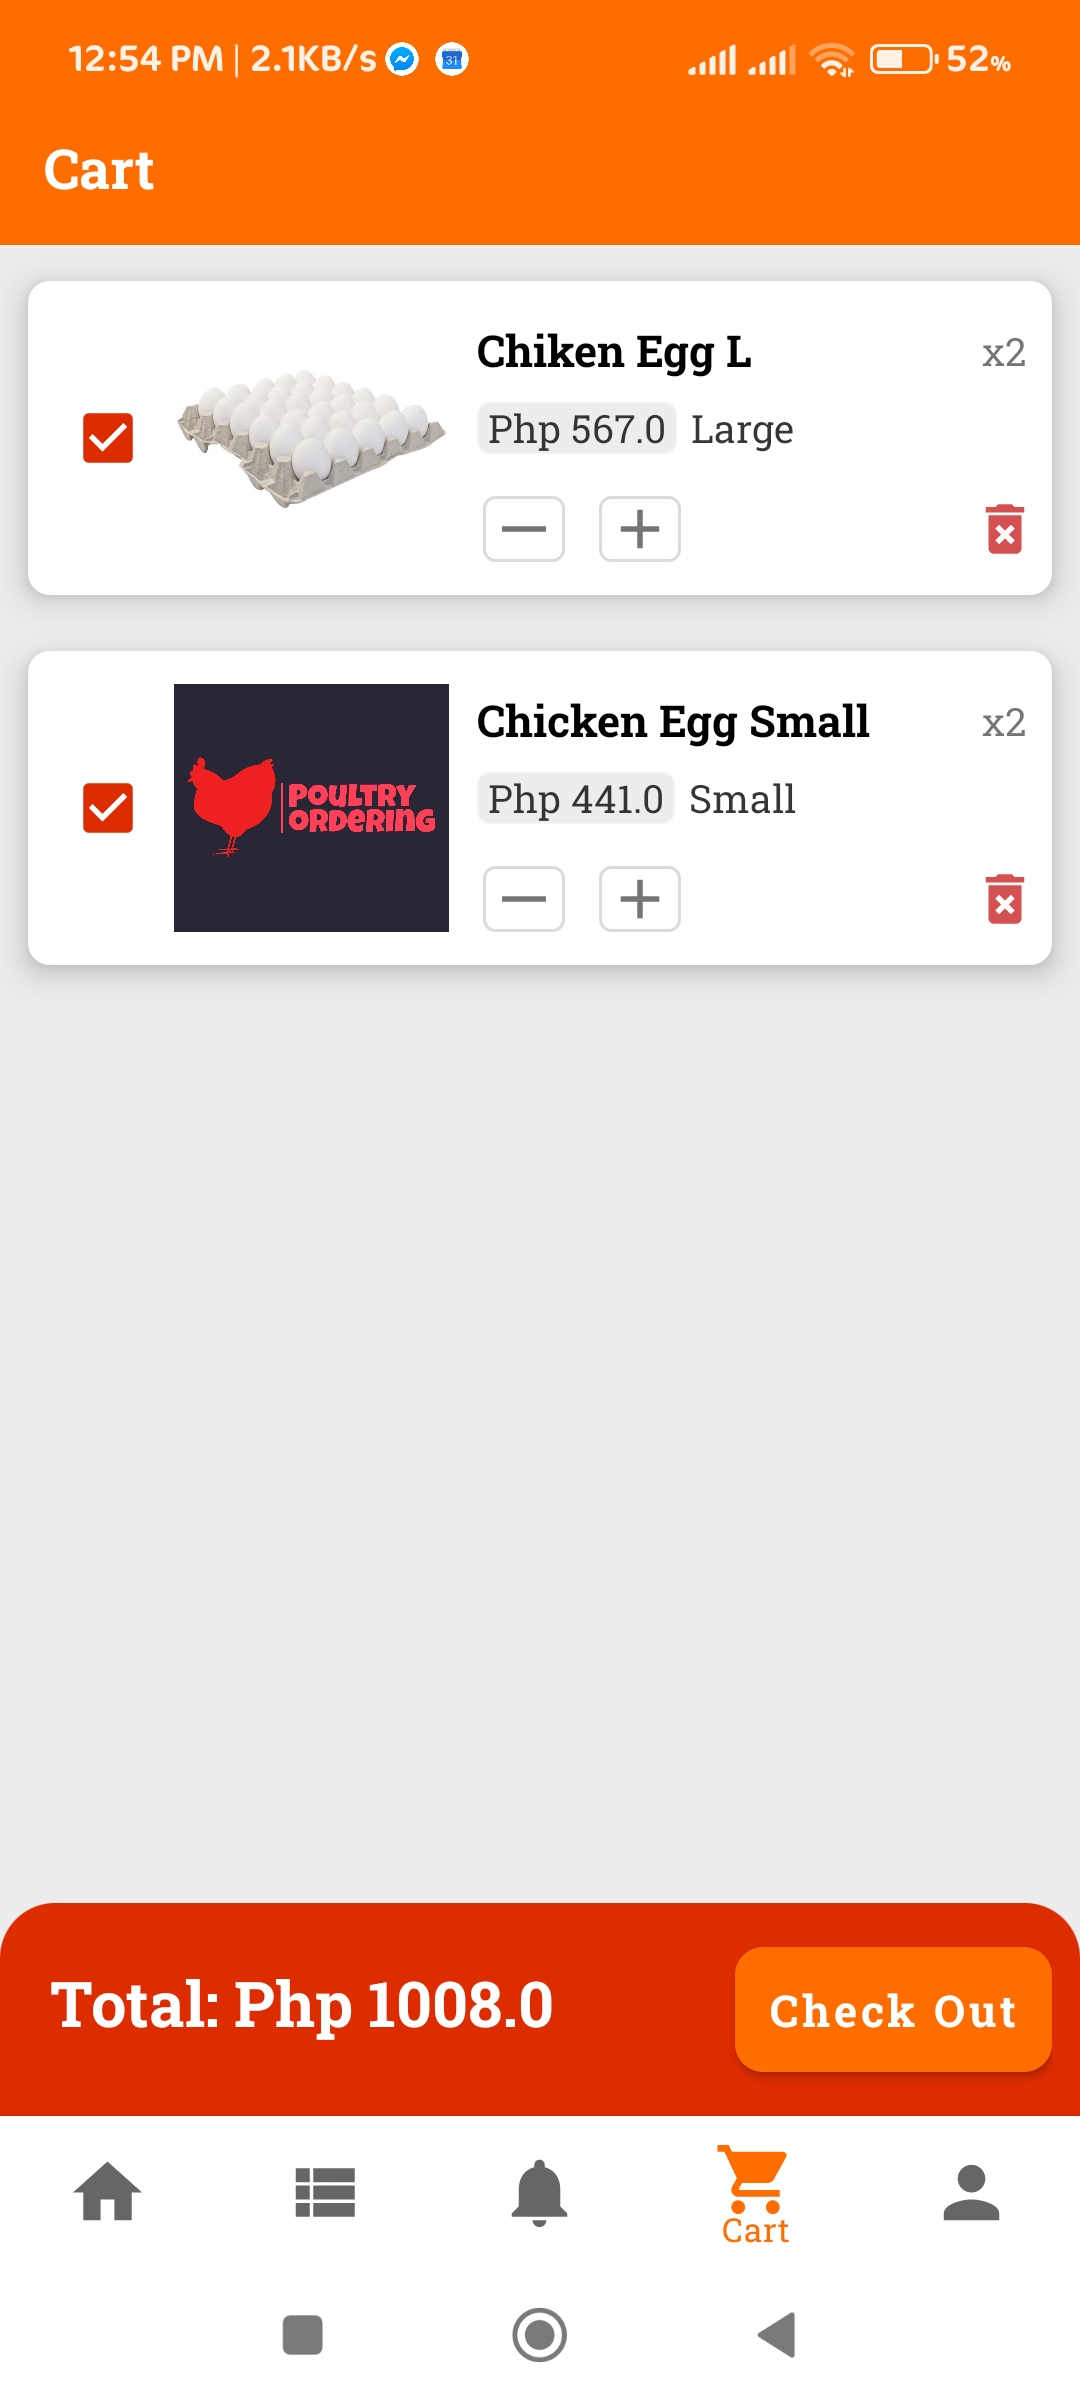 12:54 PM | 2.1KB/s 31 52%
Cart
Chiken Egg L x2
Php 567.0 Large
Chicken Egg Small x2
POULTRY
ORDERING
Php 441.0 Small
Total: Php 1008.0 Check Out
Cart